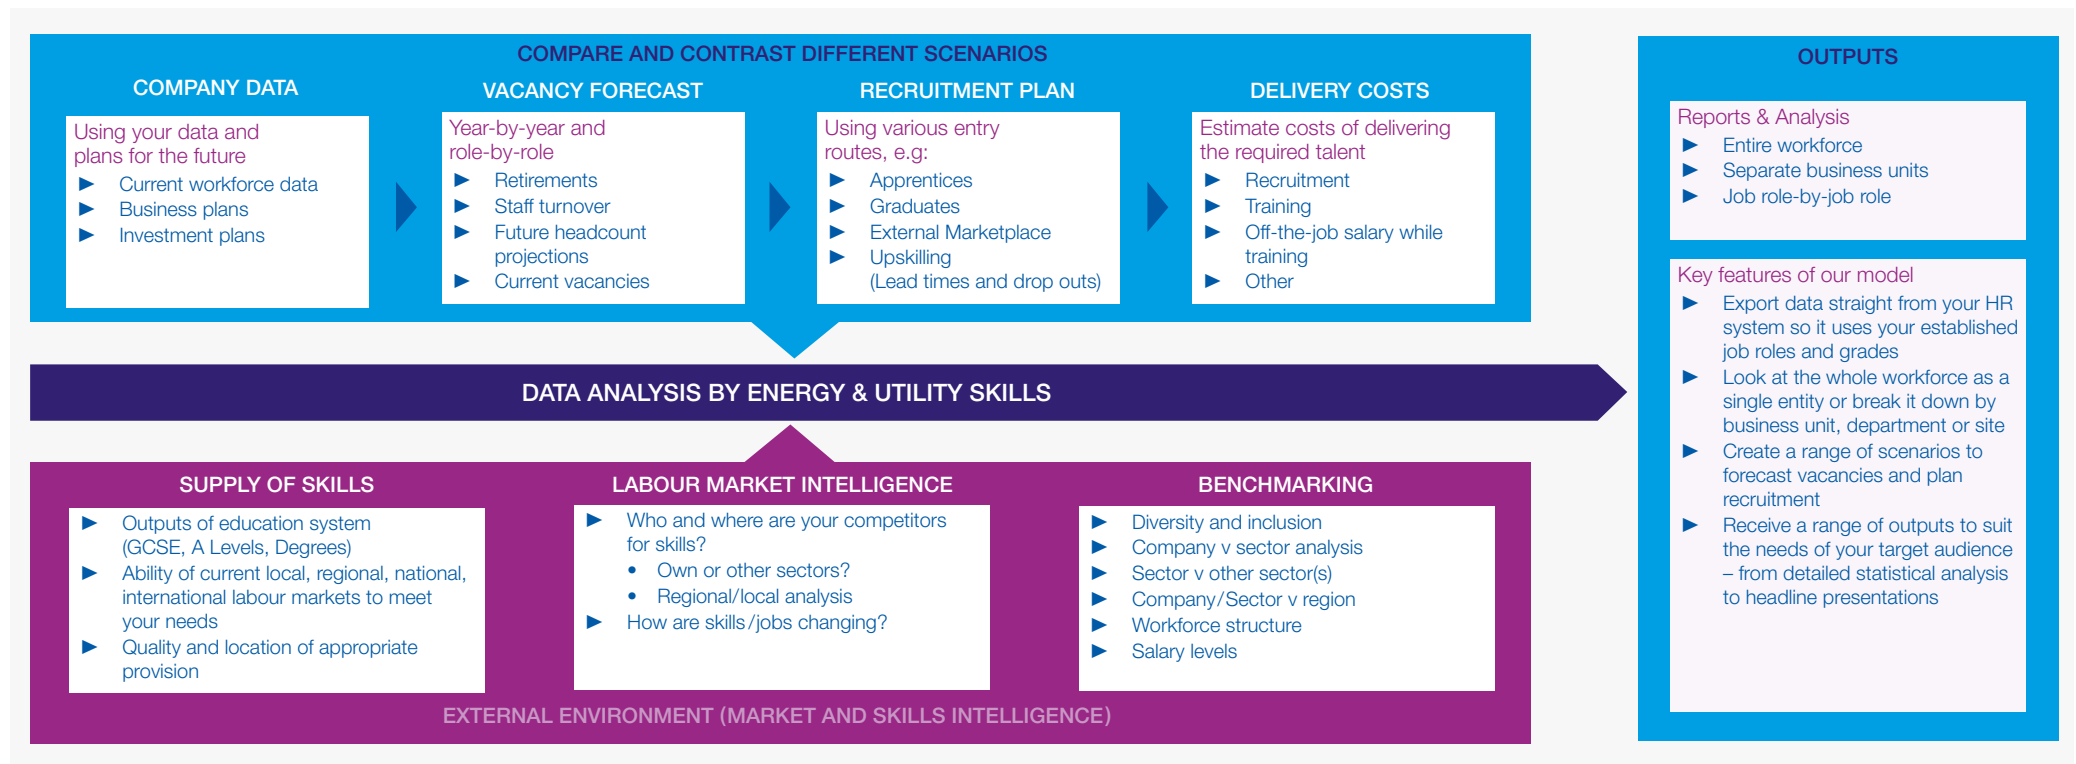 COMPARE AND CONTRAST DIFFERENT SCENARIOS
COMPANY DATA
Using your data and
plans for the future
► Current workforce data
► Business plans
► Investment plans
VACANCY FORECAST
Year-by-year and
role-by-role
► Retirements
► Staff turnover
► Future headcount
projections
► Current vacancies
RECRUITMENT PLAN
Using various entry
routes, e.g:
► Apprentices
► Graduates
► External Marketplace
► Upskilling
(Lead times and drop outs)
DELIVERY COSTS
Estimate costs of delivering
the required talent
► Recruitment
► Training
► Off-the-job salary while
training
► Other
DATA ANALYSIS BY ENERGY & UTILITY SKILLS
SUPPLY OF SKILLS
► Outputs of education system
(GCSE, A Levels, Degrees)
► Ability of current local, regional, national,
international labour markets to meet
your needs
► Quality and location of appropriate
provision
LABOUR MARKET INTELLIGENCE
► Who and where are your competitors
for skills?
• Own or other sectors?
• Regional/local analysis
► How are skills/jobs changing?
BENCHMARKING
► Diversity and inclusion
► Company v sector analysis
► Sector v other sector(s)
► Company/Sector v region
► Workforce structure
► Salary levels
EXTERNAL ENVIRONMENT (MARKET AND SKILLS INTELLIGENCE)
OUTPUTS
Reports & Analysis
► Entire workforce
► Separate business units
► Job role-by-job role
Key features of our model
► Export data straight from your HR
system so it uses your established
job roles and grades
► Look at the whole workforce as a
single entity or break it down by
business unit, department or site
► Create a range of scenarios to
forecast vacancies and plan
recruitment
► Receive a range of outputs to suit
the needs of your target audience
– from detailed statistical analysis
to headline presentations